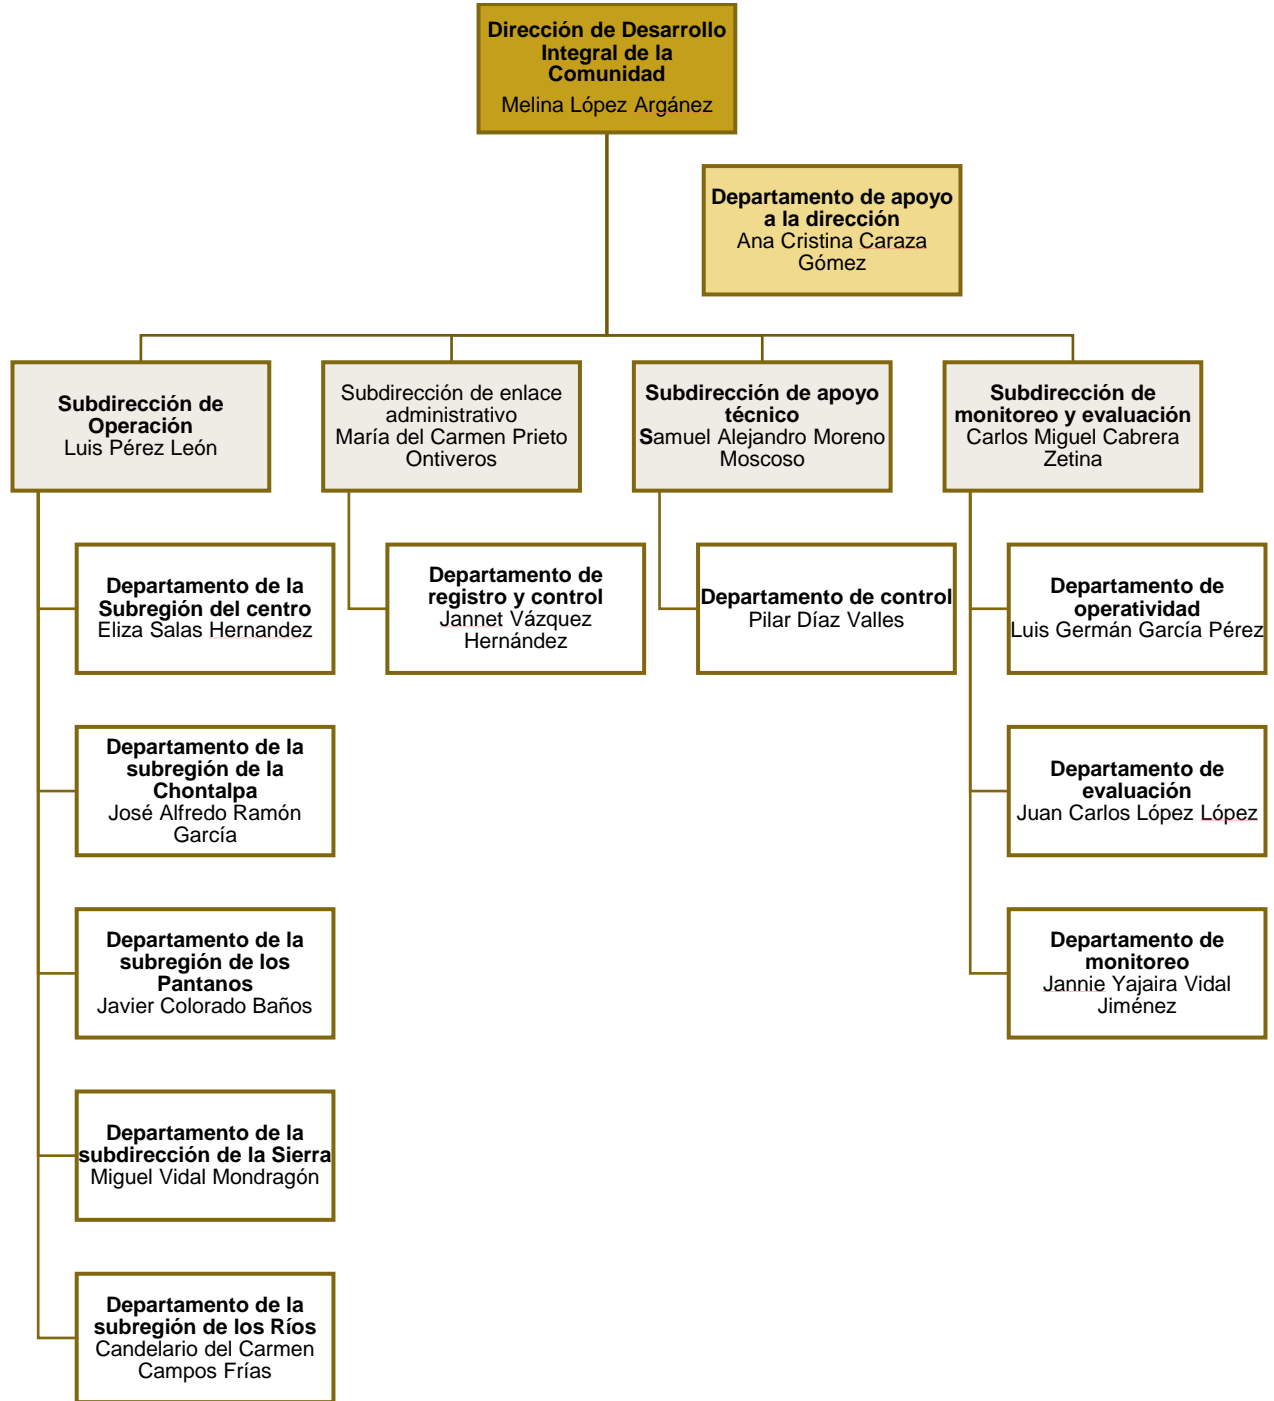 Dirección de Desarrollo
Integral de la
Comunidad
Melina López Argánez
Departamento de apoyo
a la dirección
Ana Cristina Caraza
Gómez
Subdirección de
Operación
Luis Pérez León
Subdirección de enlace
administrativo
María del Carmen Prieto
Ontiveros
Subdirección de apoyo
técnico
Samuel Alejandro Moreno
Moscoso
Subdirección de
monitoreo y evaluación
Carlos Miguel Cabrera
Zetina
Departamento de la
Subregión del centro
Eliza Salas Hernandez
Departamento de la
subregión de la
Chontalpa
José Alfredo Ramón
García
Departamento de la
subregión de los
Pantanos
Javier Colorado Baños
Departamento de la
subdirección de la Sierra
Miguel Vidal Mondragón
Departamento de la
subregión de los Ríos
Candelario del Carmen
Campos Frías
Departamento de
registro y control
Jannet Vázquez
Hernández
Departamento de control
Pilar Díaz Valles
Departamento de
operatividad
Luis Germán García Pérez
Departamento de
evaluación
Juan Carlos López López
Departamento de
monitoreo
Jannie Yajaira Vidal
Jiménez